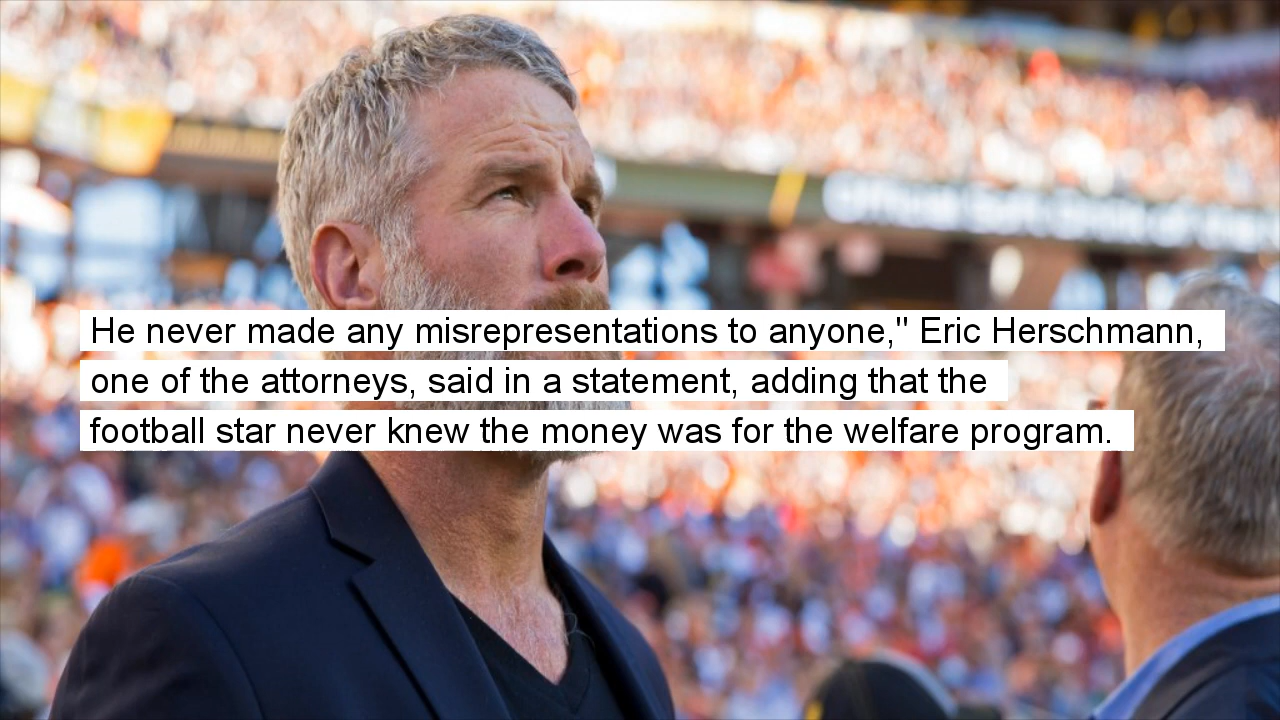 He never made any misrepresentations to anyone," Eric Herschmann,
one of the attorneys, said in a statement, adding that the
football star never knew the money was for the welfare program.